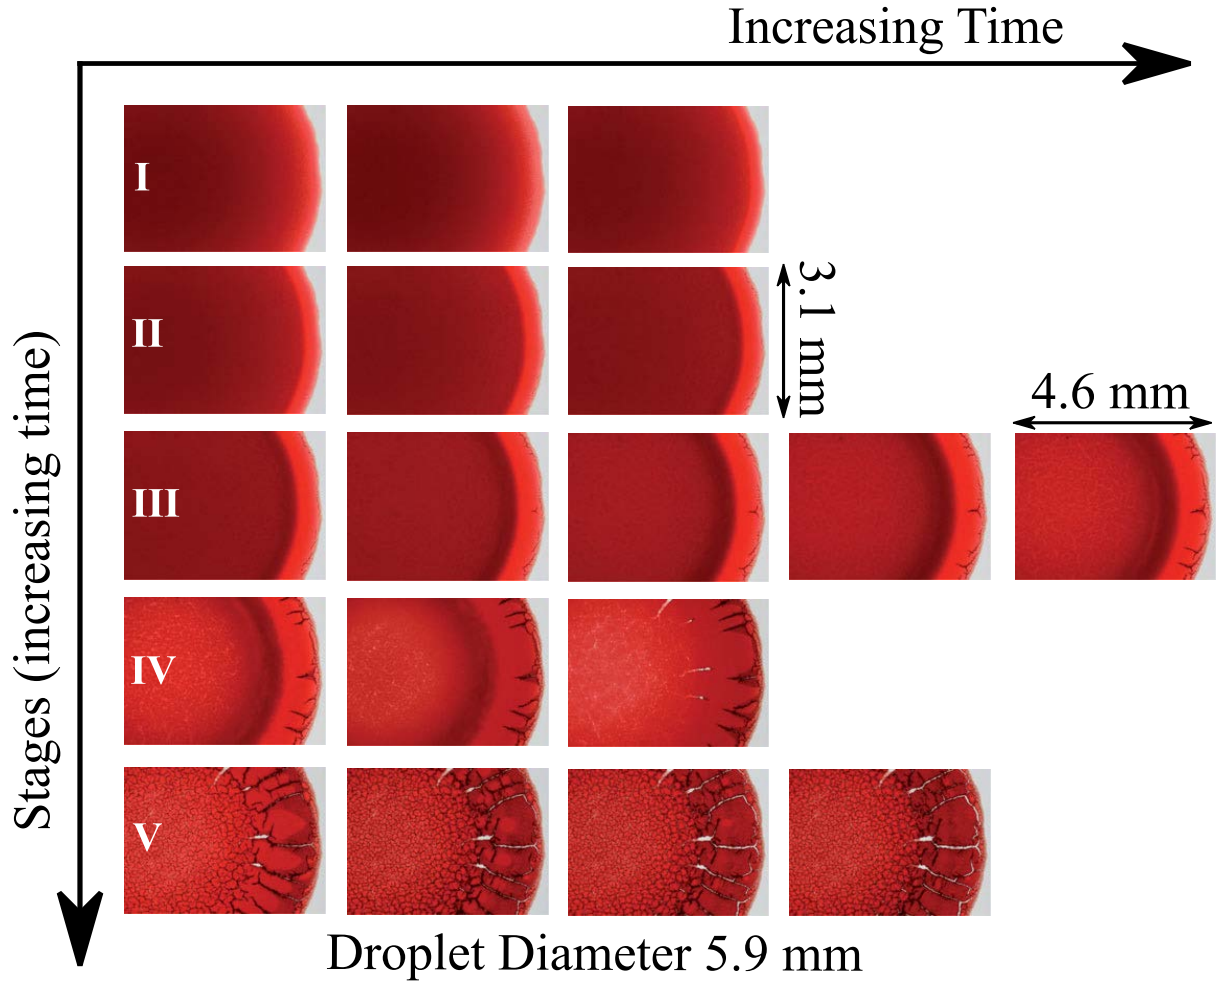 Increasing Time
Stages (increasing time)
I
II
3.1 mm
4.6 mm
III
IV
V
Droplet Diameter 5.9 mm